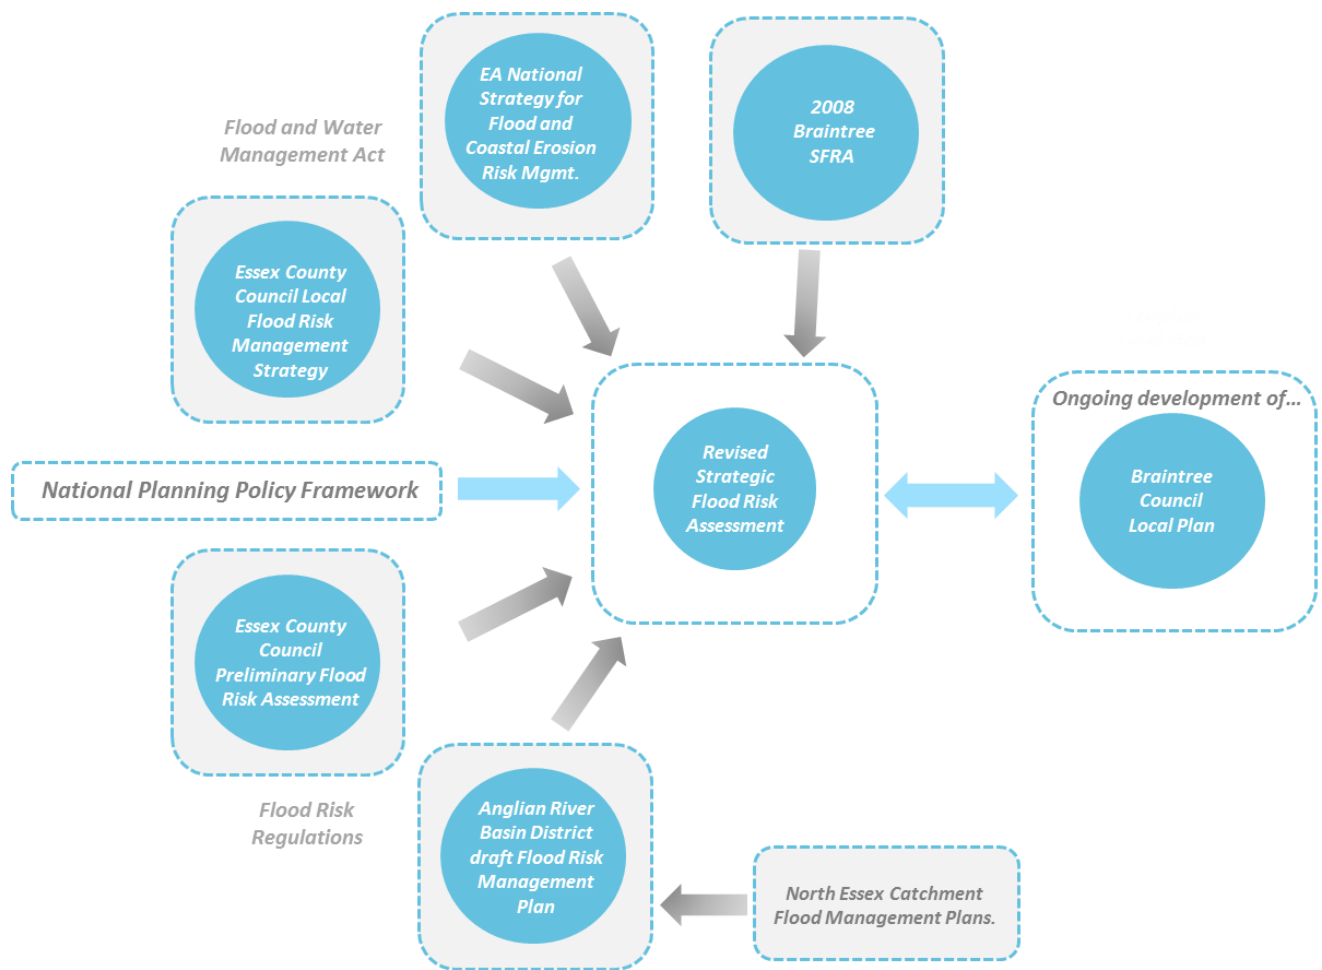 EA National
Strategy for
Flood and
Coastal Erosion
Risk Mgmt.
2008
Braintree
SFRA
Flood and Water
Management Act
Essex County
Council Local
Flood Risk
Management
Strategy
Ongoing development of...
Revised
Strategic
Flood Risk
Assessment
Braintree
Council
Local Plan
National Planning Policy Framework
Essex County
Council
Preliminary Flood
Risk Assessment
Flood Risk
Regulations
Anglian River
Basin District
draft Flood Risk
Management
Plan
North Essex Catchment
Flood Management Plans.